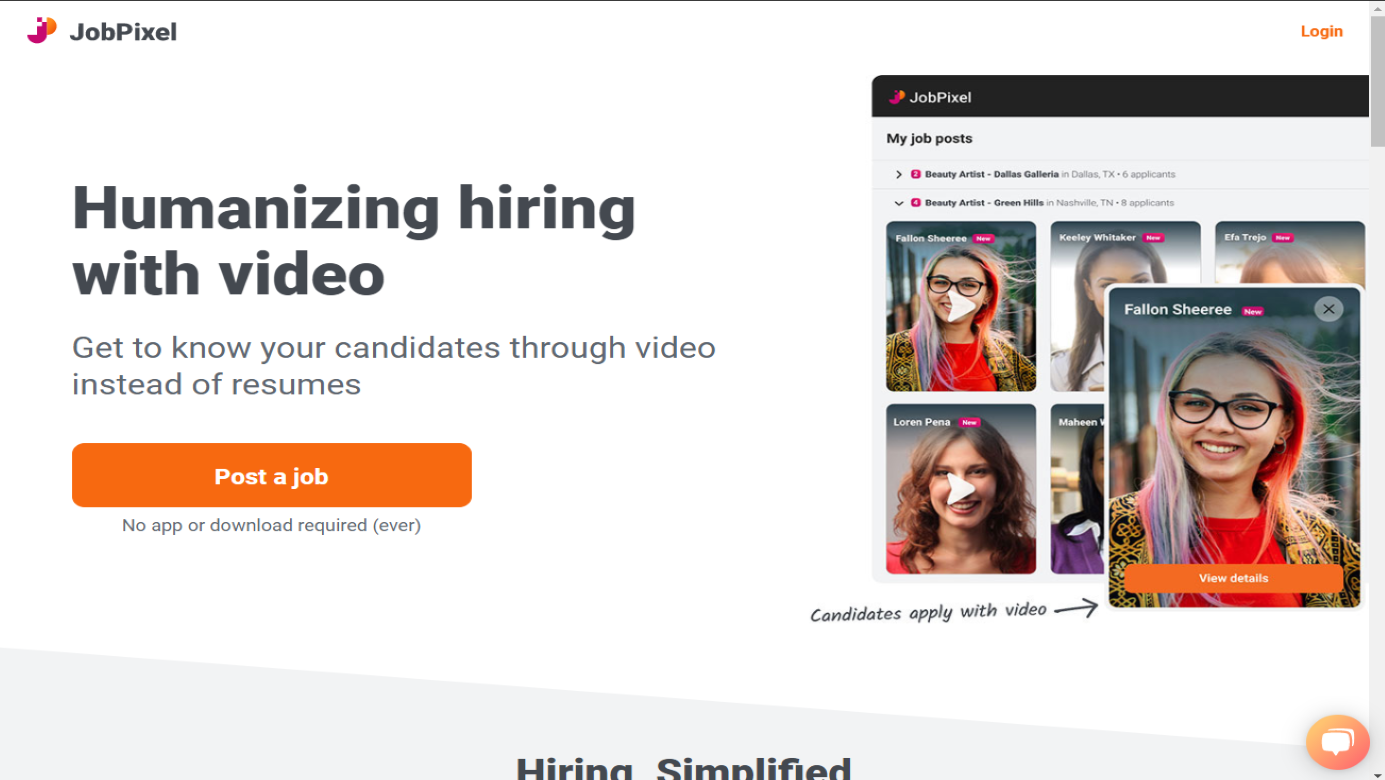 JobPixel
Login
JobPixel
My job posts
2 Beauty Artist - Dallas Galleria in Dallas, TX • 6 applicants
4 Beauty Artist - Green Hills in Nashville, TN • 8 applicants
Humanizing hiring
with video
Get to know your candidates through video
instead of resumes
Post a job
No app or download required (ever)
Fallon Sheeree New
Keeley Whitaker New
Efa Trejo New
Fallon Sheeree New
Loren Pena New
Maheen W
View details
Candidates apply with video
Hiring, Simplified